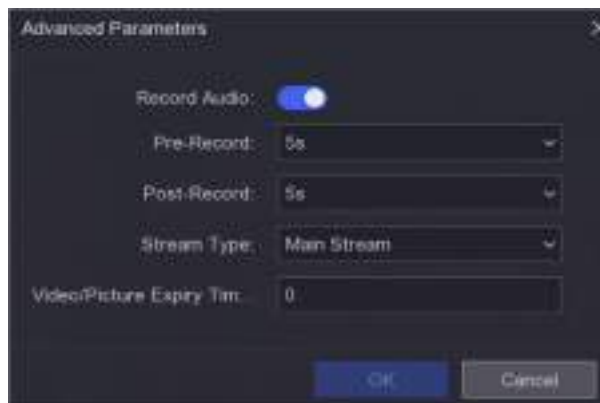 Advanced Parameters
Record Audio:
Pre-Record: 5s
Post-Record: 5s
Stream Type: Main Stream
Video/Picture Expiry Tim... 0
OK
Cancel